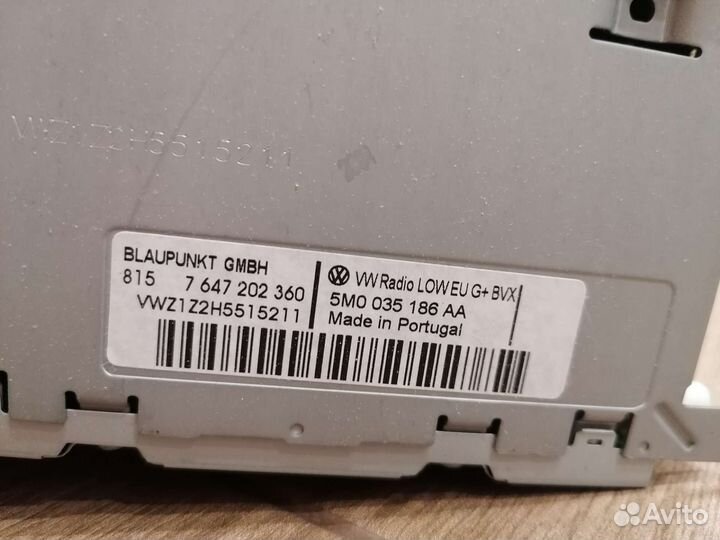 VWZ1Z2H5515211
BLAUPUNKT GMBH
815 7 647 202 360
VWZ1Z2H5515211
VW Radio LOW EU G+ BVX
5M0 035 186 AA
Made in Portugal
Avito